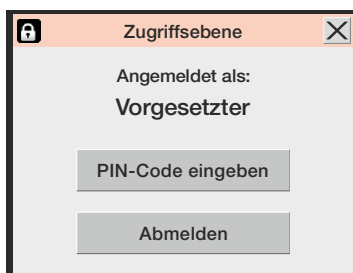 Zugriffsebene
Angemeldet als:
Vorgesetzter
PIN-Code eingeben
Abmelden